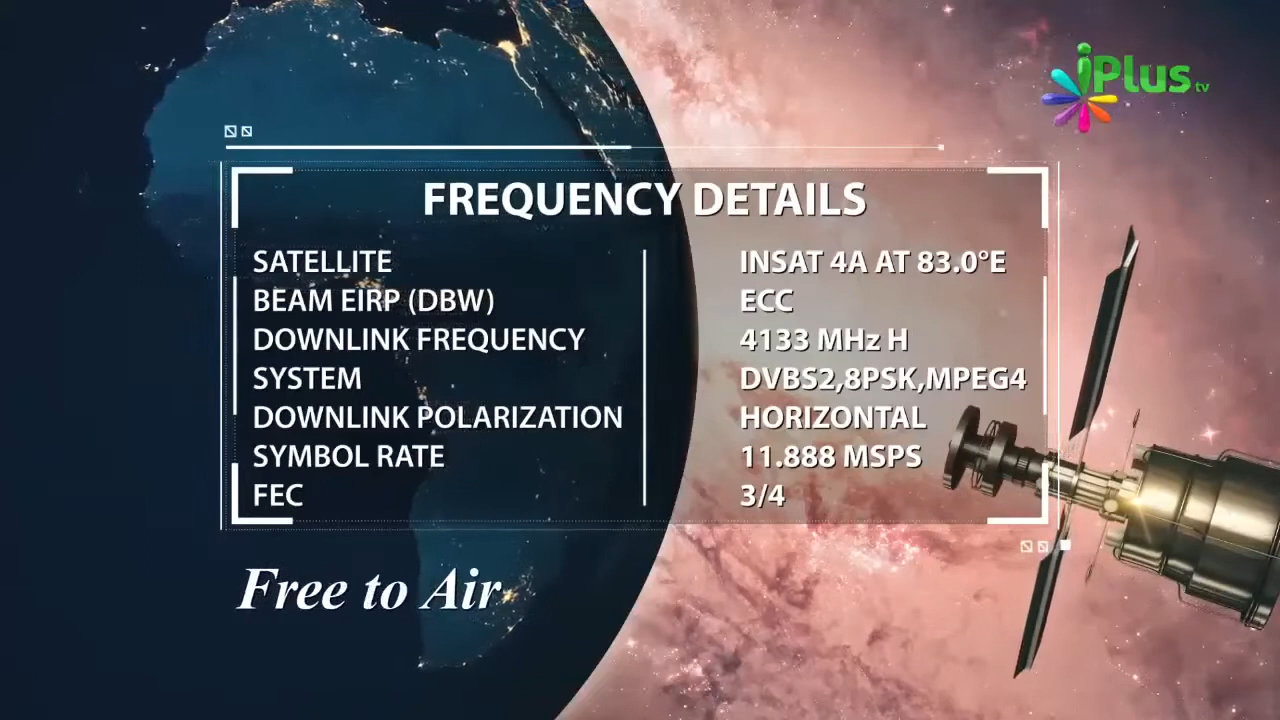 iPlus tv
FREQUENCY DETAILS
SATELLITE INSAT 4A AT 83.0°E
BEAM EIRP (DBW) ECC
DOWNLINK FREQUENCY 4133 MHz H
SYSTEM DVBS2,8PSK,MPEG4
DOWNLINK POLARIZATION HORIZONTAL
SYMBOL RATE 11.888 MSPS
FEC 3/4
Free to Air